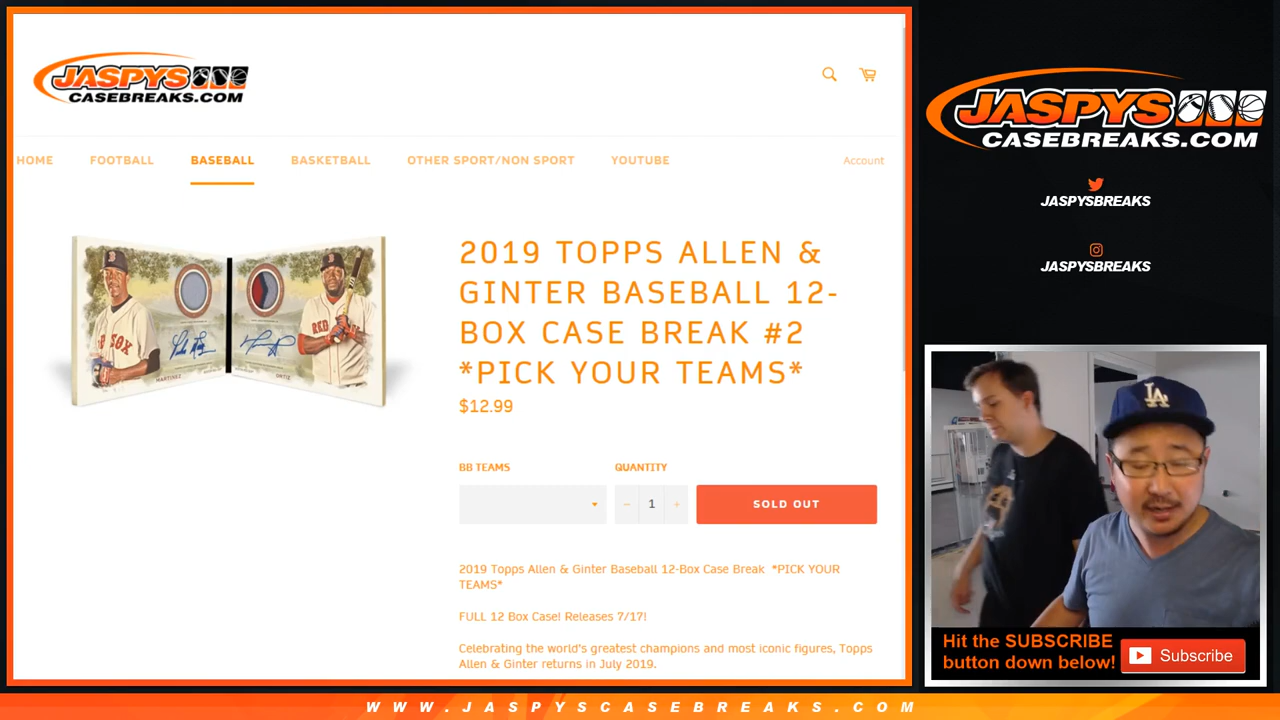 JASPYS
CASEBREAKS.COM
HOME FOOTBALL BASEBALL BASKETBALL OTHER SPORT/NON SPORT YOUTUBE Account
2019 TOPPS ALLEN &
GINTER BASEBALL 12-
BOX CASE BREAK #2
*PICK YOUR TEAMS*
$12.99
BB TEAMS QUANTITY
− 1 + SOLD OUT
2019 Topps Allen & Ginter Baseball 12-Box Case Break *PICK YOUR
TEAMS*
FULL 12 Box Case! Releases 7/17!
Celebrating the world's greatest champions and most iconic figures, Topps
Allen & Ginter returns in July 2019.
MARTINEZ
ORTIZ
JASPYS
CASEBREAKS.COM
JASPYSBREAKS
JASPYSBREAKS
LA
Hit the SUBSCRIBE
button down below!
Subscribe
WWW.JASPYSCASEBREAKS.COM